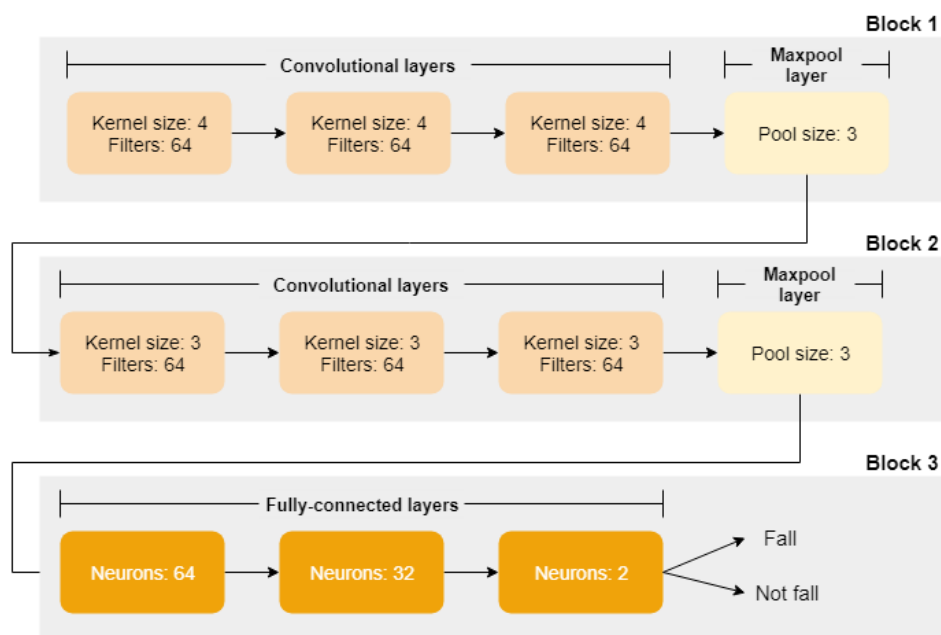 Block 1
Convolutional layers
Maxpool
layer
Kernel size: 4
Filters: 64
Kernel size: 4
Filters: 64
Kernel size: 4
Filters: 64
Pool size: 3
Block 2
Convolutional layers
Maxpool
layer
Kernel size: 3
Filters: 64
Kernel size: 3
Filters: 64
Kernel size: 3
Filters: 64
Pool size: 3
Block 3
Fully-connected layers
Neurons: 64
Neurons: 32
Neurons: 2
Fall
Not fall